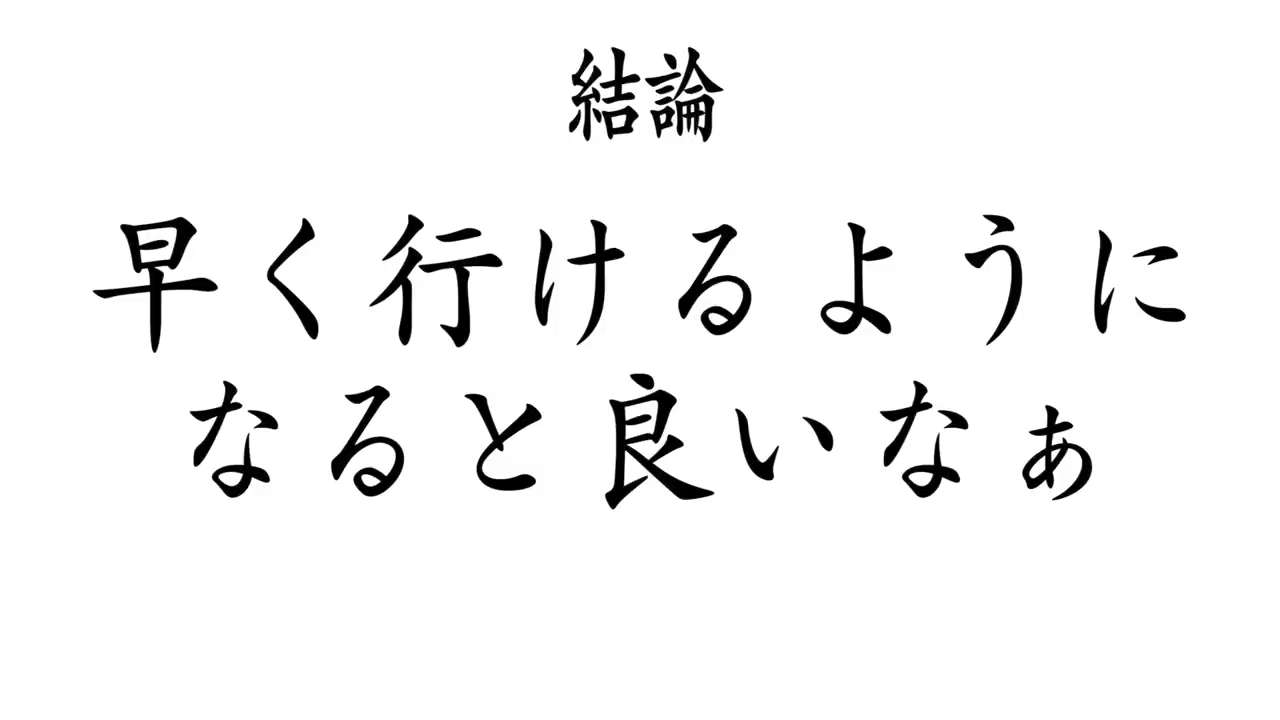 結論
早く行けるように
なると良いなぁ